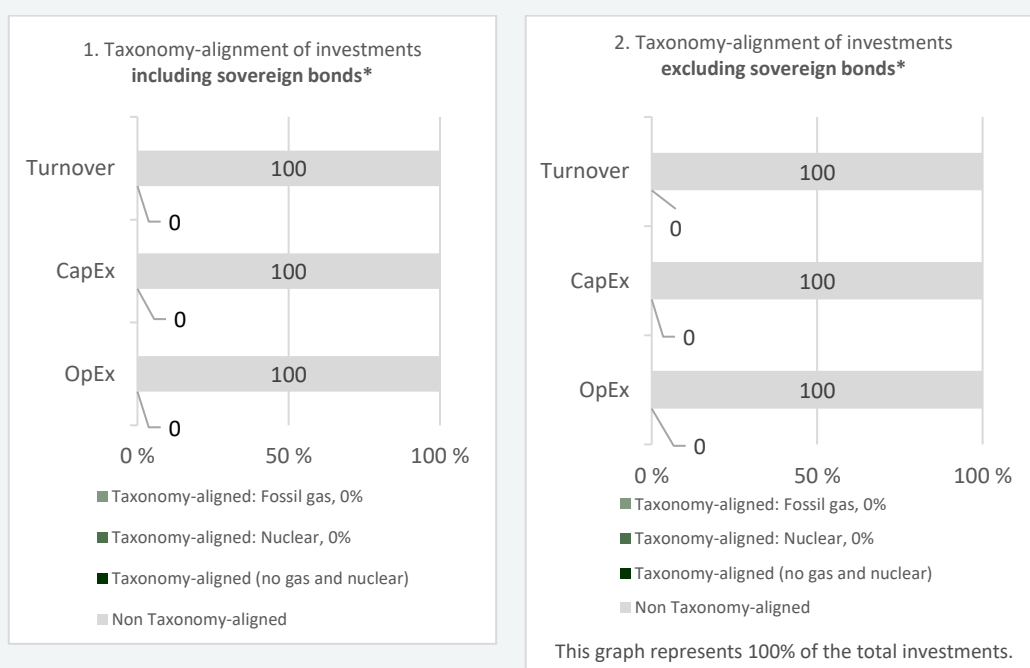 1. Taxonomy-alignment of investments
including sovereign bonds*
Turnover
100
0
CapEx
100
0
OpEx
100
0
0 %
50 %
100 %
Taxonomy-aligned: Fossil gas, 0%
Taxonomy-aligned: Nuclear, 0%
Taxonomy-aligned (no gas and nuclear)
Non Taxonomy-aligned
2. Taxonomy-alignment of investments
excluding sovereign bonds*
Turnover
100
0
CapEx
100
0
OpEx
100
0
0 %
50 %
100 %
Taxonomy-aligned: Fossil gas, 0%
Taxonomy-aligned: Nuclear, 0%
Taxonomy-aligned (no gas and nuclear)
Non Taxonomy-aligned
This graph represents 100% of the total investments.